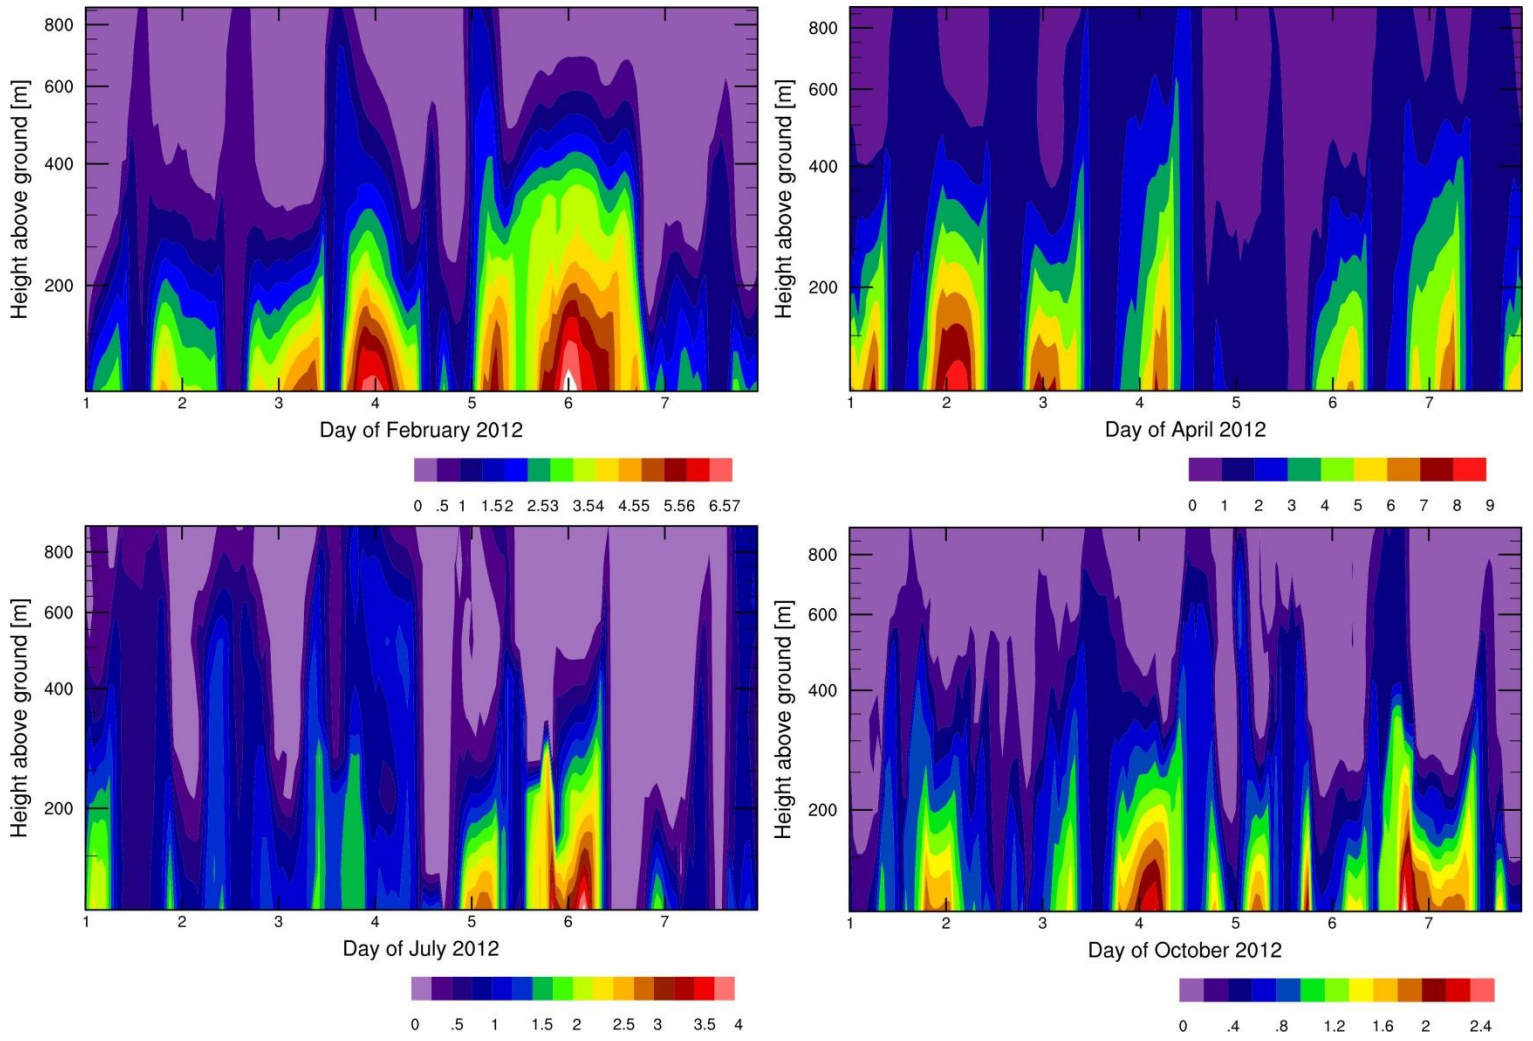 Height above ground [m]
800
600
400
200
1 2 3 4 5 6 7
Day of February 2012
0 .5 1 1.52 2.53 3.54 4.55 5.56 6.57
Height above ground [m]
800
600
400
200
1 2 3 4 5 6 7
Day of April 2012
0 1 2 3 4 5 6 7 8 9
Height above ground [m]
800
600
400
200
1 2 3 4 5 6 7
Day of July 2012
0 .5 1 1.5 2 2.5 3 3.5 4
Height above ground [m]
800
600
400
200
1 2 3 4 5 6 7
Day of October 2012
0 .4 .8 1.2 1.6 2 2.4